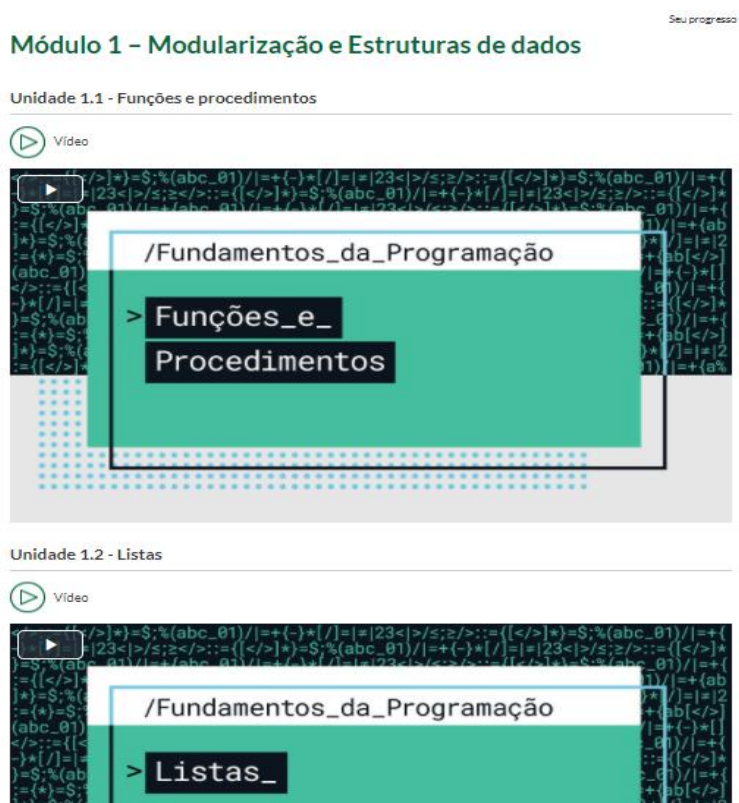 Seu progresso
Módulo 1 – Modularização e Estruturas de dados
Unidade 1.1 - Funções e procedimentos
Vídeo
/Fundamentos_da_Programação
> Funções_e_
Procedimentos
Unidade 1.2 - Listas
Vídeo
/Fundamentos_da_Programação
> Listas_